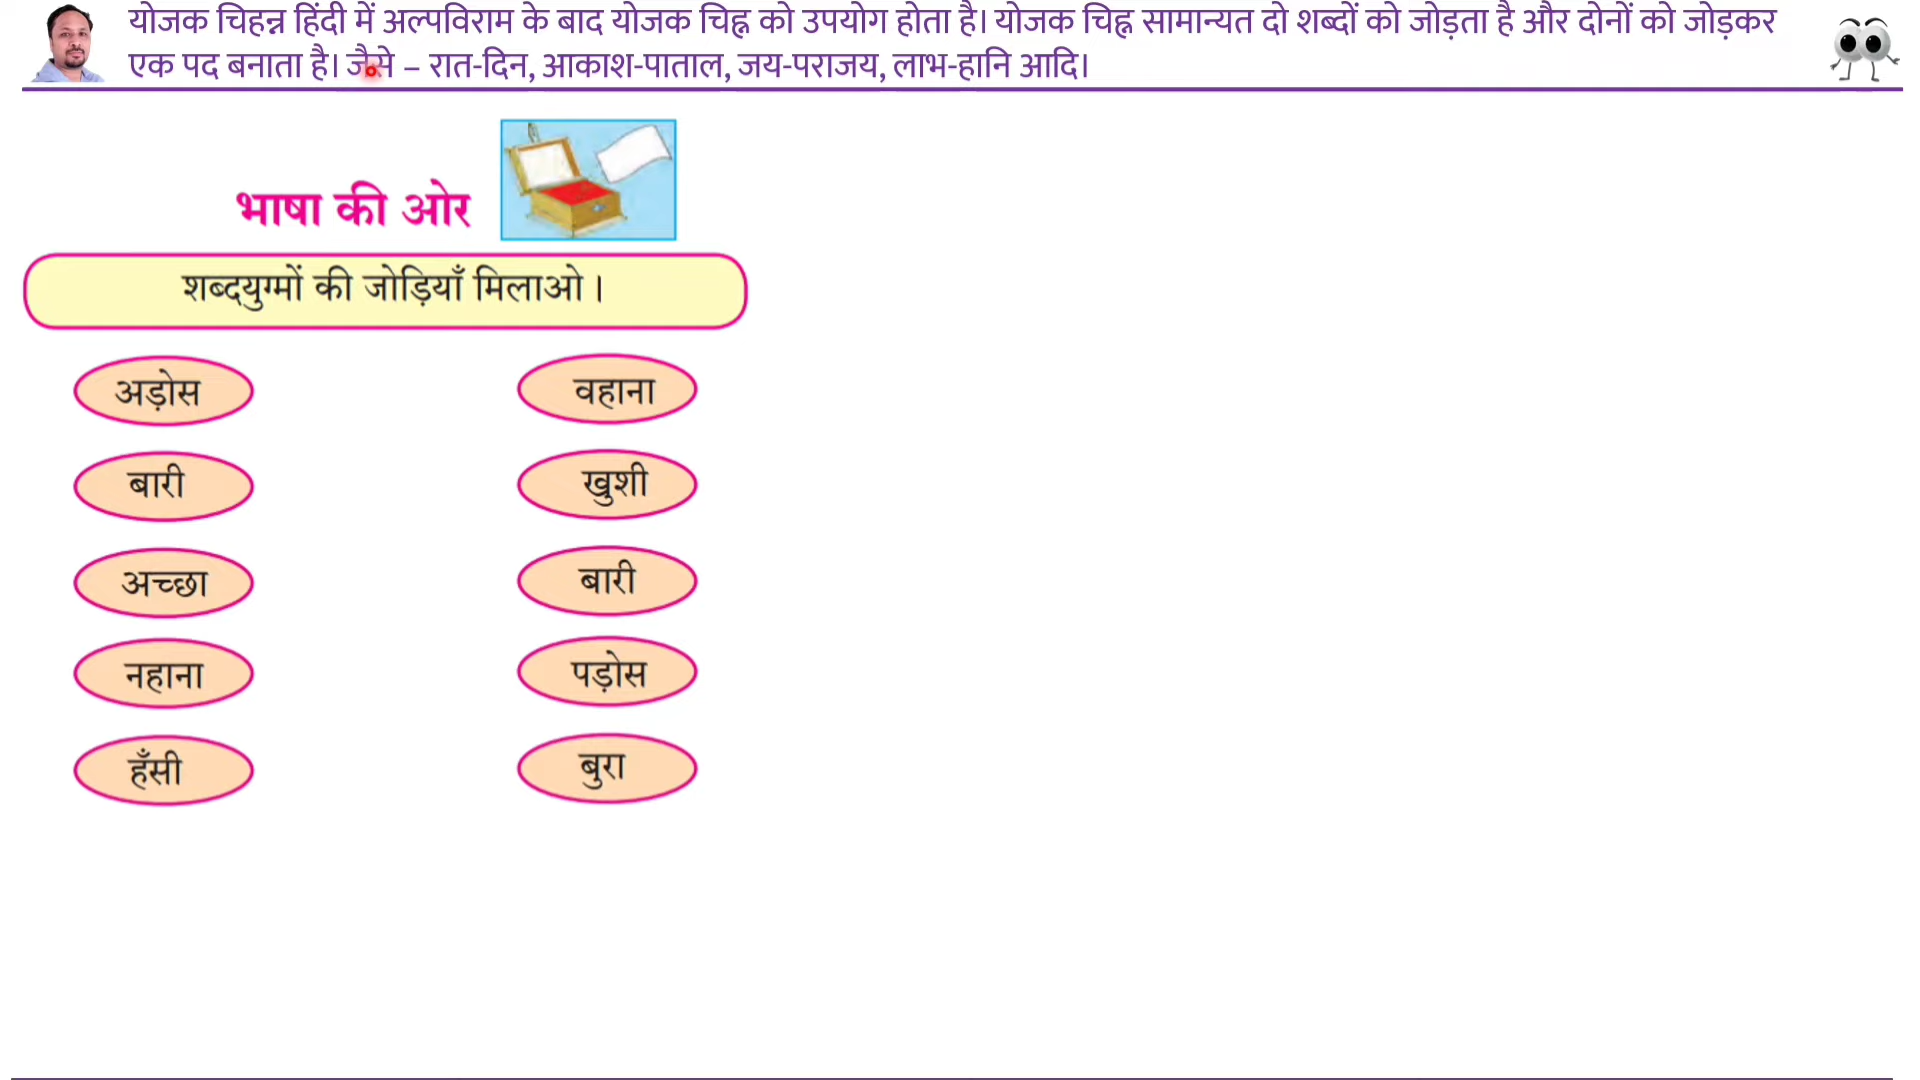 योजक चिहन्न हिंदी में अल्पविराम के बाद योजक चिह्न को उपयोग होता है। योजक चिह्न सामान्यत दो शब्दों को जोड़ता है और दोनों को जोड़कर
एक पद बनाता है। जैसे – रात-दिन, आकाश-पाताल, जय-पराजय, लाभ-हानि आदि।
भाषा की ओर
शब्दयुग्मों की जोड़ियाँ मिलाओ ।
अड़ोस वहाना
बारी खुशी
अच्छा बारी
नहाना पड़ोस
हँसी बुरा